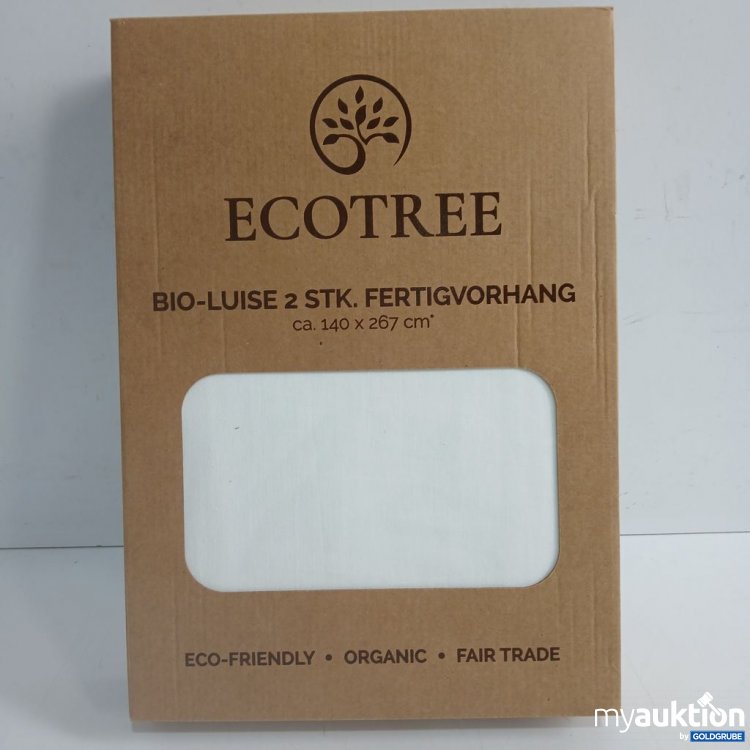 ECOTREE
BIO-LUISE 2 STK. FERTIGVORHANG
ca. 140 x 267 cm*
ECO-FRIENDLY • ORGANIC • FAIR TRADE
myauktion
by GOLDGRUBE